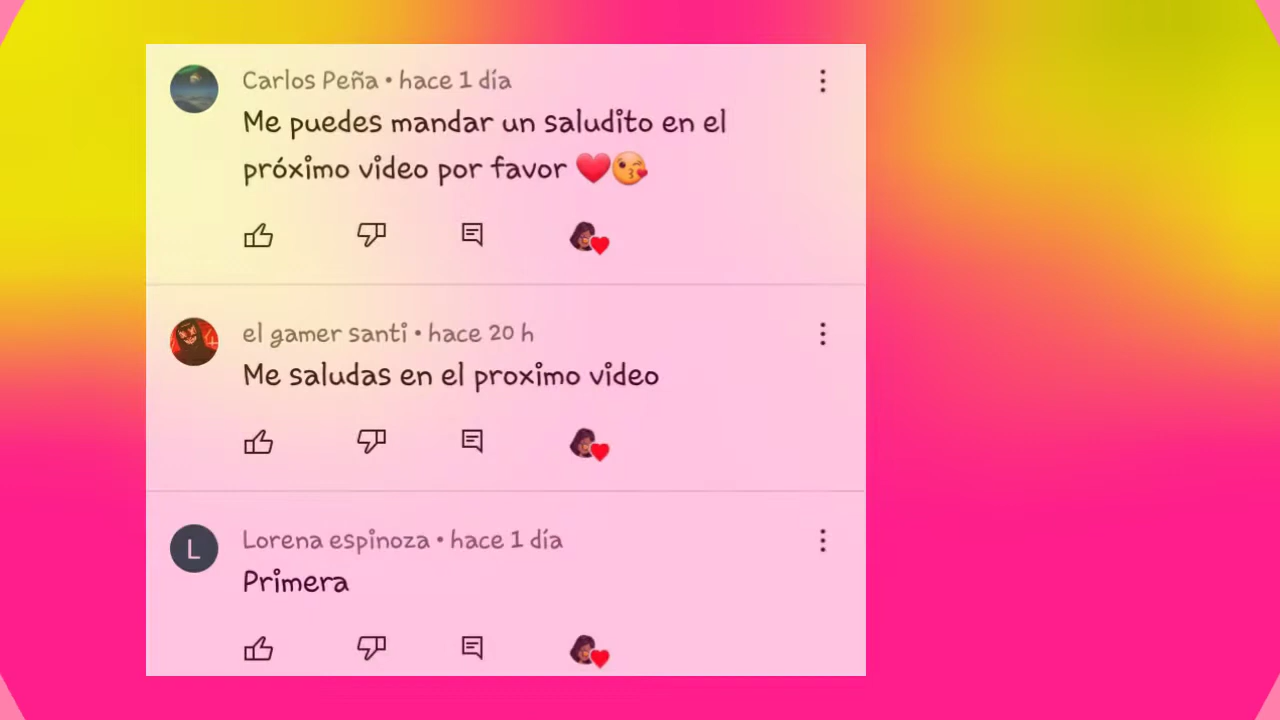 Carlos Peña • hace 1 día
Me puedes mandar un saludito en el
próximo video por favor ❤️😘
el gamer santi • hace 20 h
Me saludas en el proximo video
L
Lorena espinoza • hace 1 día
Primera